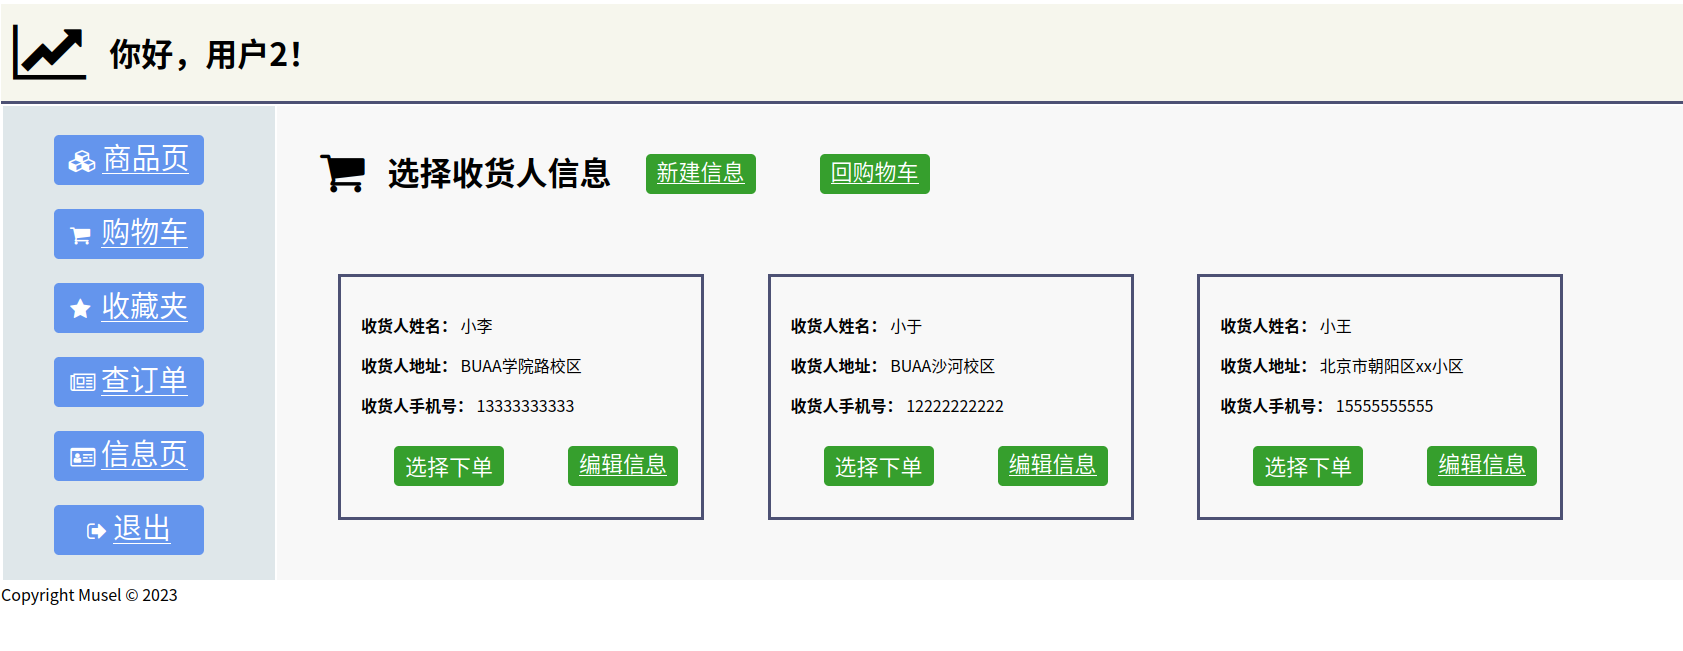 你好，用户2！
商品页
购物车
收藏夹
查订单
信息页
退出
选择收货人信息 新建信息 回购物车
收货人姓名： 小李
收货人地址： BUAA学院路校区
收货人手机号： 13333333333
选择下单 编辑信息
收货人姓名： 小于
收货人地址： BUAA沙河校区
收货人手机号： 12222222222
选择下单 编辑信息
收货人姓名： 小王
收货人地址： 北京市朝阳区xx小区
收货人手机号： 15555555555
选择下单 编辑信息
Copyright Musel © 2023